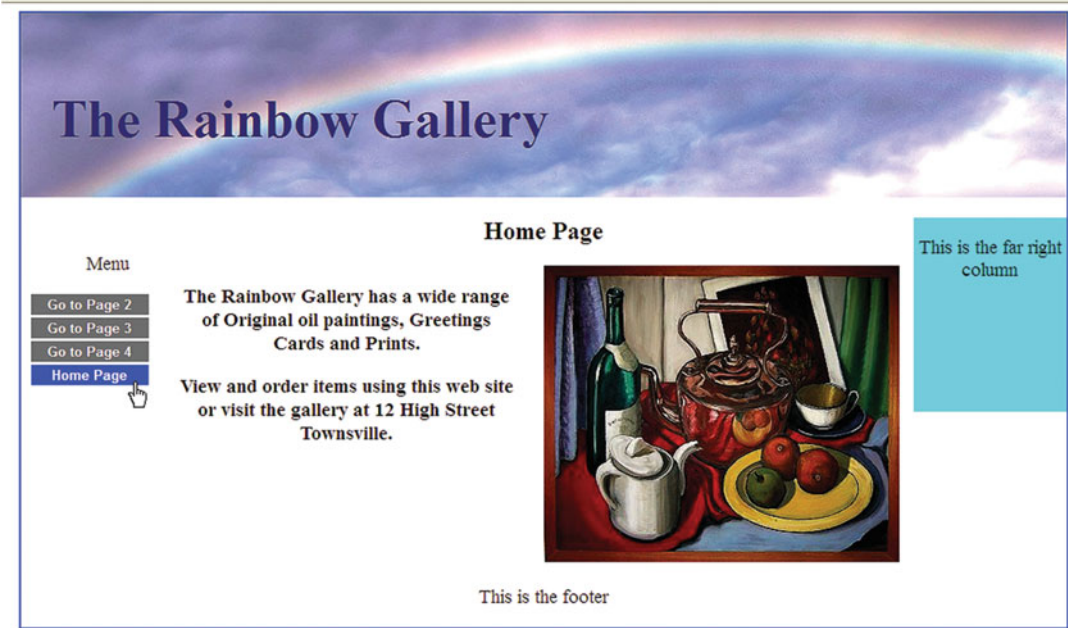 The Rainbow Gallery
Home Page
This is the far right
column
Menu
Go to Page 2
Go to Page 3
Go to Page 4
Home Page
The Rainbow Gallery has a wide range
of Original oil paintings, Greetings
Cards and Prints.
View and order items using this web site
or visit the gallery at 12 High Street
Townsville.
This is the footer